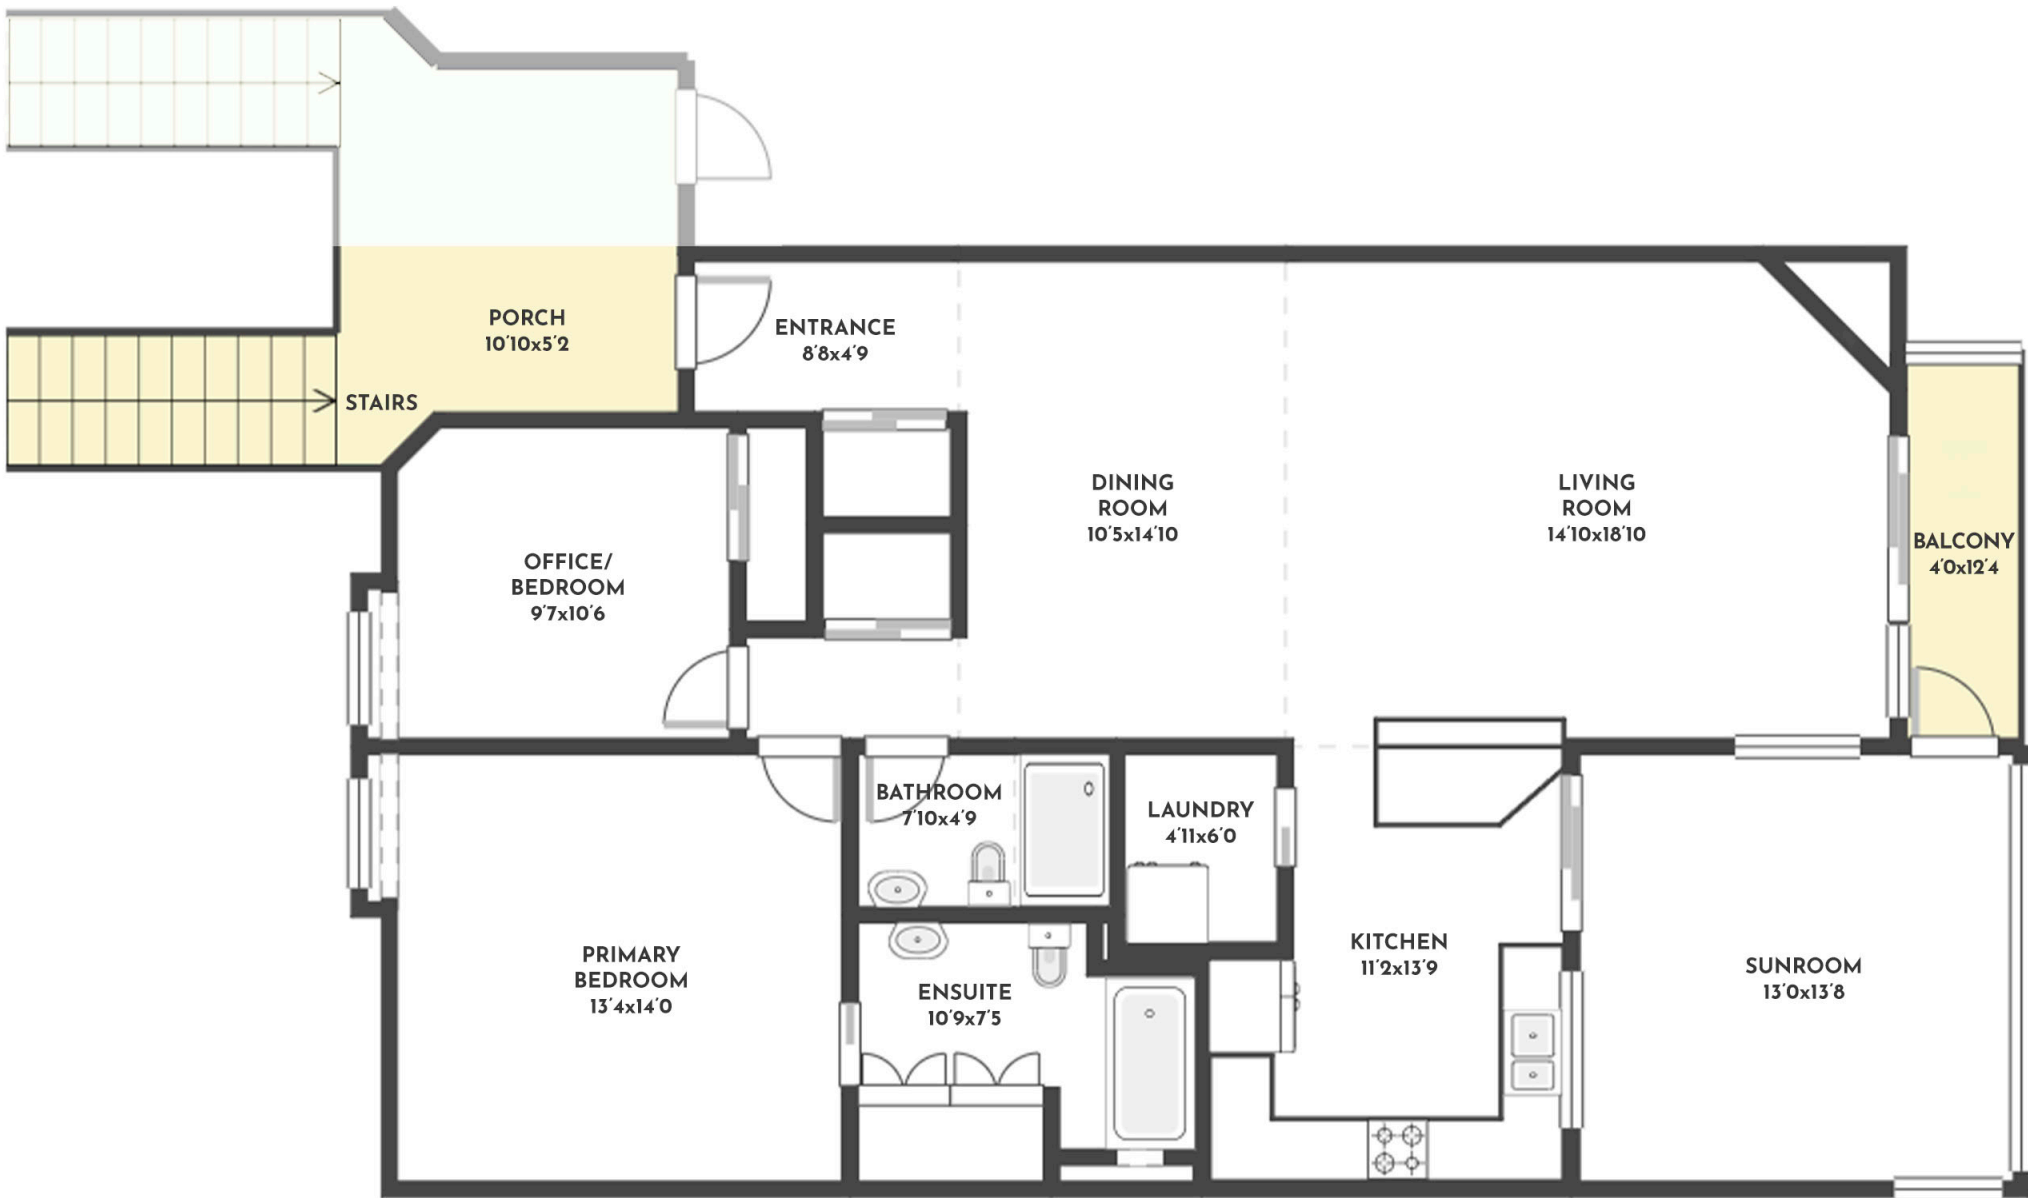 PORCH
10'10x5'2
STAIRS
ENTRANCE
8'8x4'9
DINING
ROOM
10'5x14'10
LIVING
ROOM
14'10x18'10
BALCONY
4'0x12'4
OFFICE/
BEDROOM
9'7x10'6
BATHROOM
7'10x4'9
LAUNDRY
4'11x6'0
PRIMARY
BEDROOM
13'4x14'0
ENSUITE
10'9x7'5
KITCHEN
11'2x13'9
SUNROOM
13'0x13'8